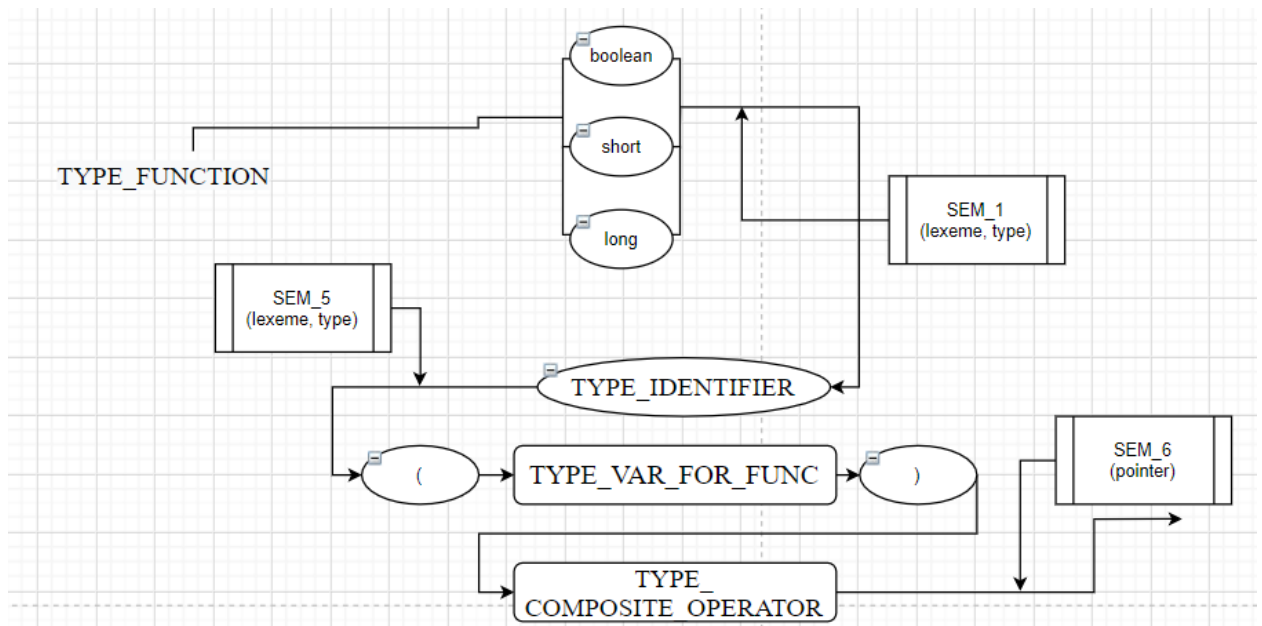 boolean
short
TYPE_FUNCTION
SEM_1
(lexeme, type)
long
SEM_5
(lexeme, type)
TYPE_IDENTIFIER
SEM_6
(pointer)
(
TYPE_VAR_FOR_FUNC
)
TYPE_
COMPOSITE_OPERATOR